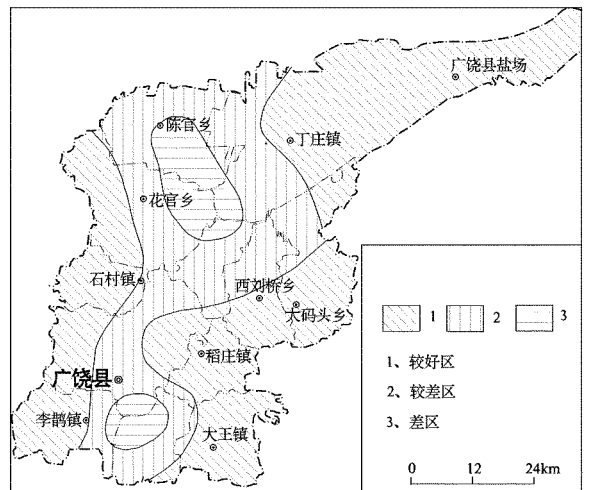 广饶县盐场
陈官乡
丁庄镇
花官乡
石村镇
西刘桥乡
大码头乡
稻庄镇
广饶县
李鹊镇
大王镇
1 2 3
1、较好区
2、较差区
3、差区
0 12 24km